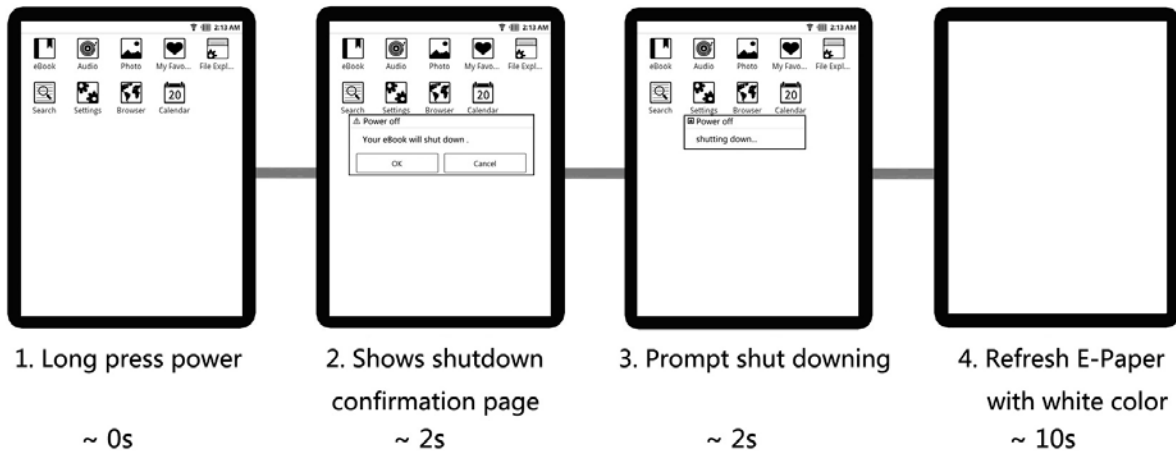 2:13 AM
eBook Audio Photo My Favo... File Expl...
Search Settings Browser Calendar
20
2:13 AM
eBook Audio Photo My Favo... File Expl...
20
Search Settings Browser Calendar
Power off
Your eBook will shut down .
OK Cancel
2:13 AM
eBook Audio Photo My Favo... File Expl...
20
Search Settings Browser Calendar
Power off
shutting down...
1. Long press power
~ 0s
2. Shows shutdown
confirmation page
~ 2s
3. Prompt shut downing
~ 2s
4. Refresh E-Paper
with white color
~ 10s